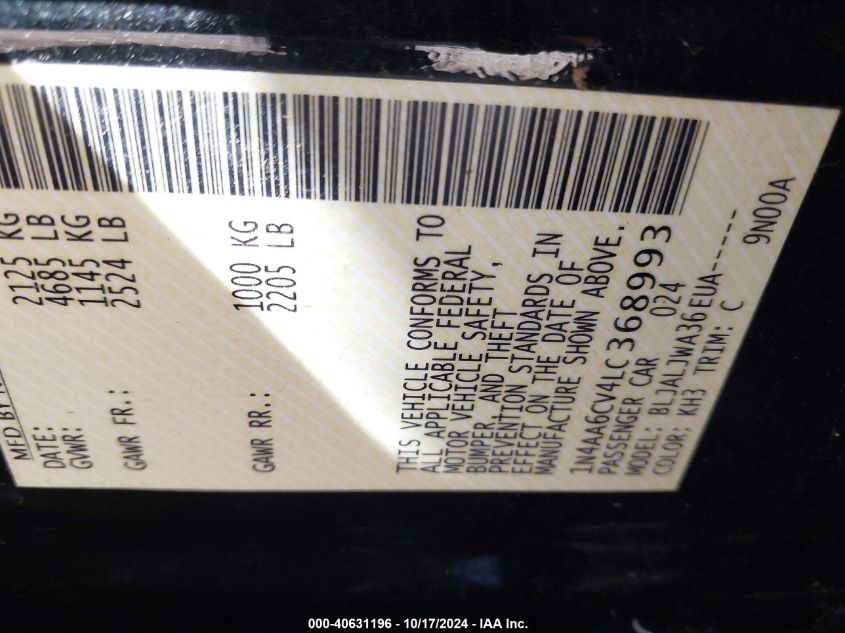 MFD BY
DATE:
GVWR: 2125 KG
4685 LB
GAWR FR.: 1145 KG
2524 LB
GAWR RR.: 1000 KG
2205 LB
THIS VEHICLE CONFORMS TO
ALL APPLICABLE FEDERAL
MOTOR VEHICLE SAFETY,
BUMPER, AND THEFT
PREVENTION STANDARDS IN
EFFECT ON THE DATE OF
MANUFACTURE SHOWN ABOVE.
1N4AA6CV4LC368993
PASSENGER CAR 024
MODEL: BLJALJWA36EUA-----
COLOR: KH3 TRIM: C 9N00A
000-40631196 - 10/17/2024 - IAA Inc.